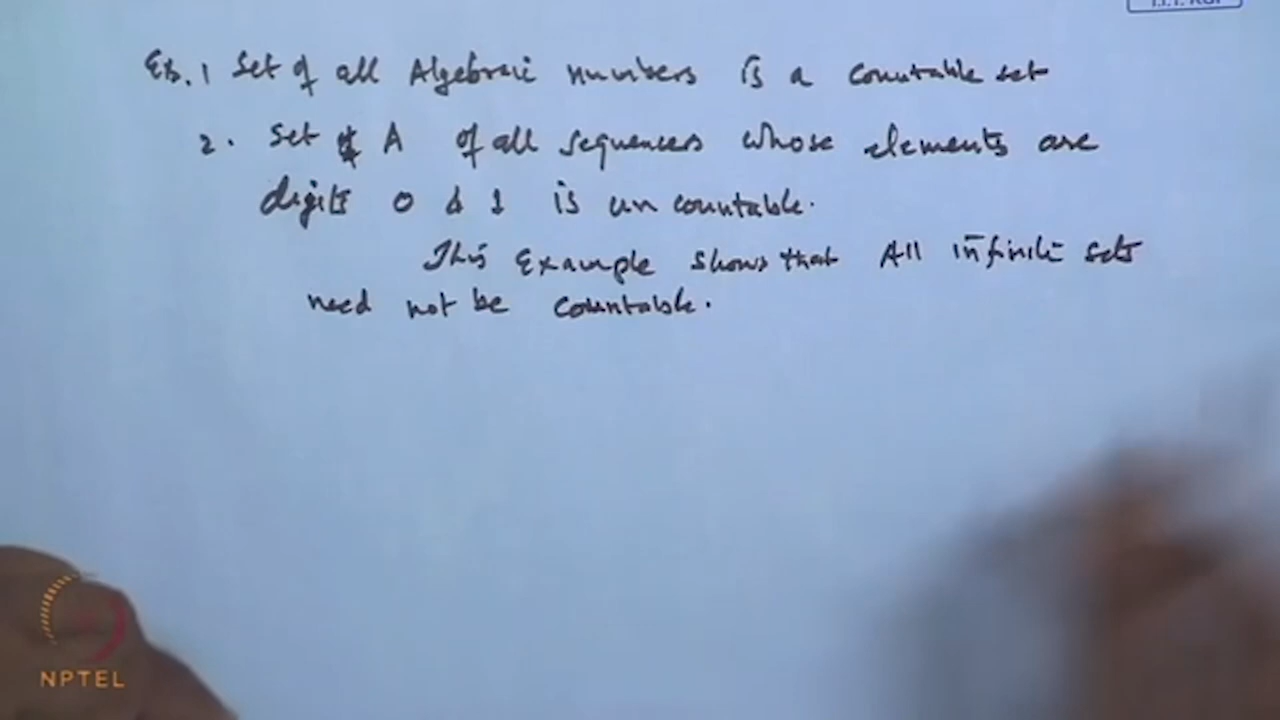 I.I.T. KGP
Ex. 1 Set of all Algebraic numbers is a countable set
2. Set of A of all sequences whose elements are
digits 0 & 1 is uncountable.
This Example shows that All infinite sets
need not be countable.
NPTEL